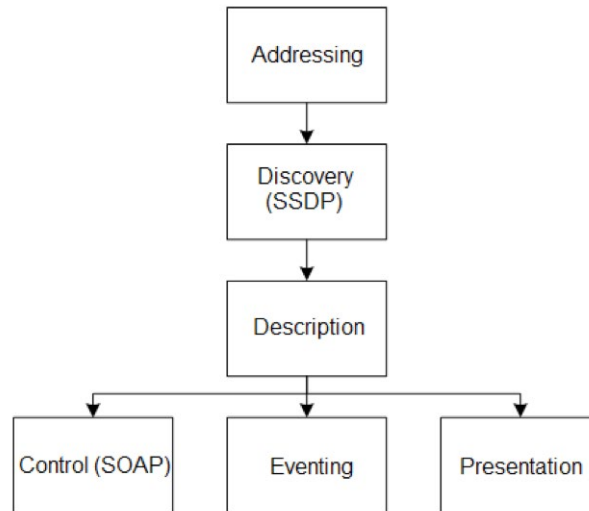 Addressing
Discovery
(SSDP)
Description
Control (SOAP)
Eventing
Presentation